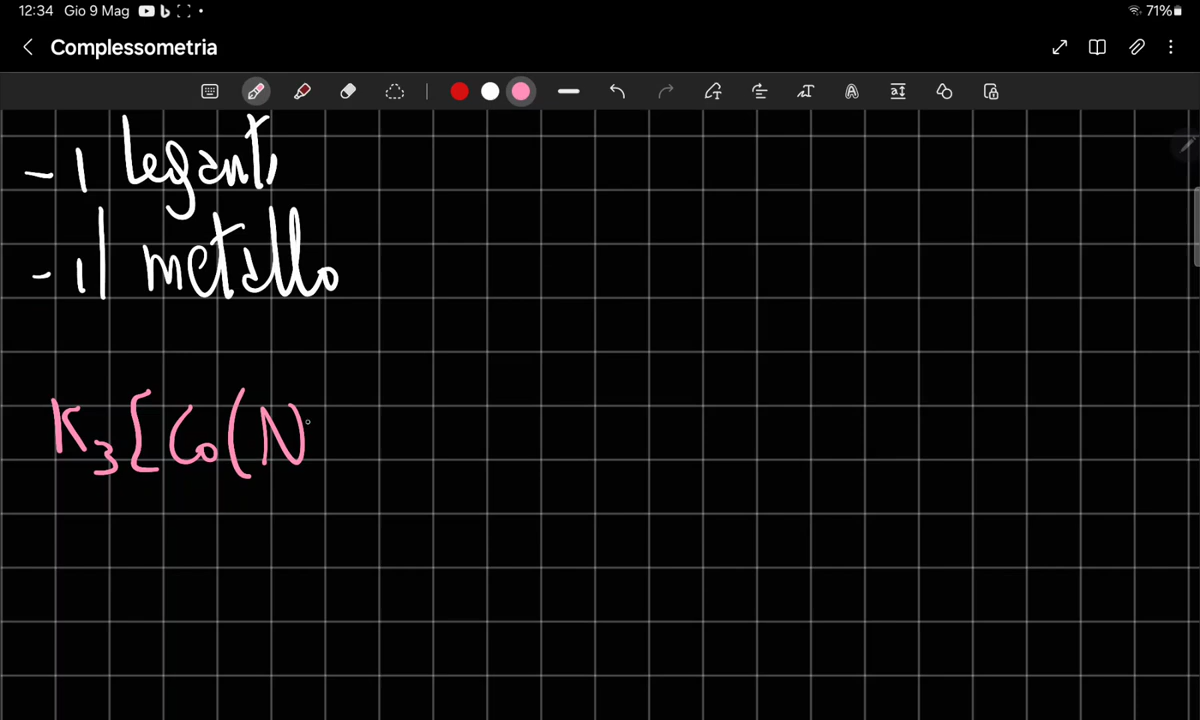 12:34 Gio 9 Mag 71%
Complessometria
- I leganti
- il metallo
K₃[Co(N